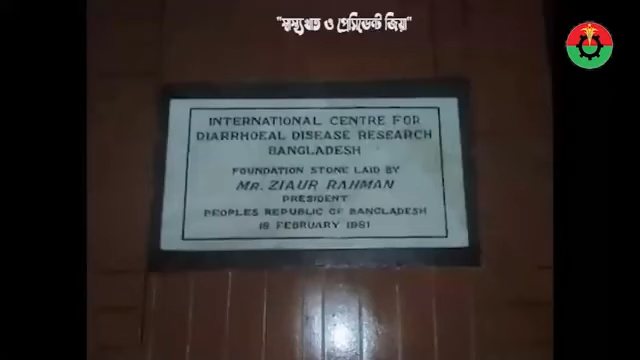 "স্বাস্থ্যখাত ও প্রেসিডেন্ট জিয়া"
INTERNATIONAL CENTRE FOR
DIARRHOEAL DISEASE RESEARCH
BANGLADESH
FOUNDATION STONE LAID BY
MR. ZIAUR RAHMAN
PRESIDENT
PEOPLES REPUBLIC OF BANGLADESH
18 FEBRUARY 1981